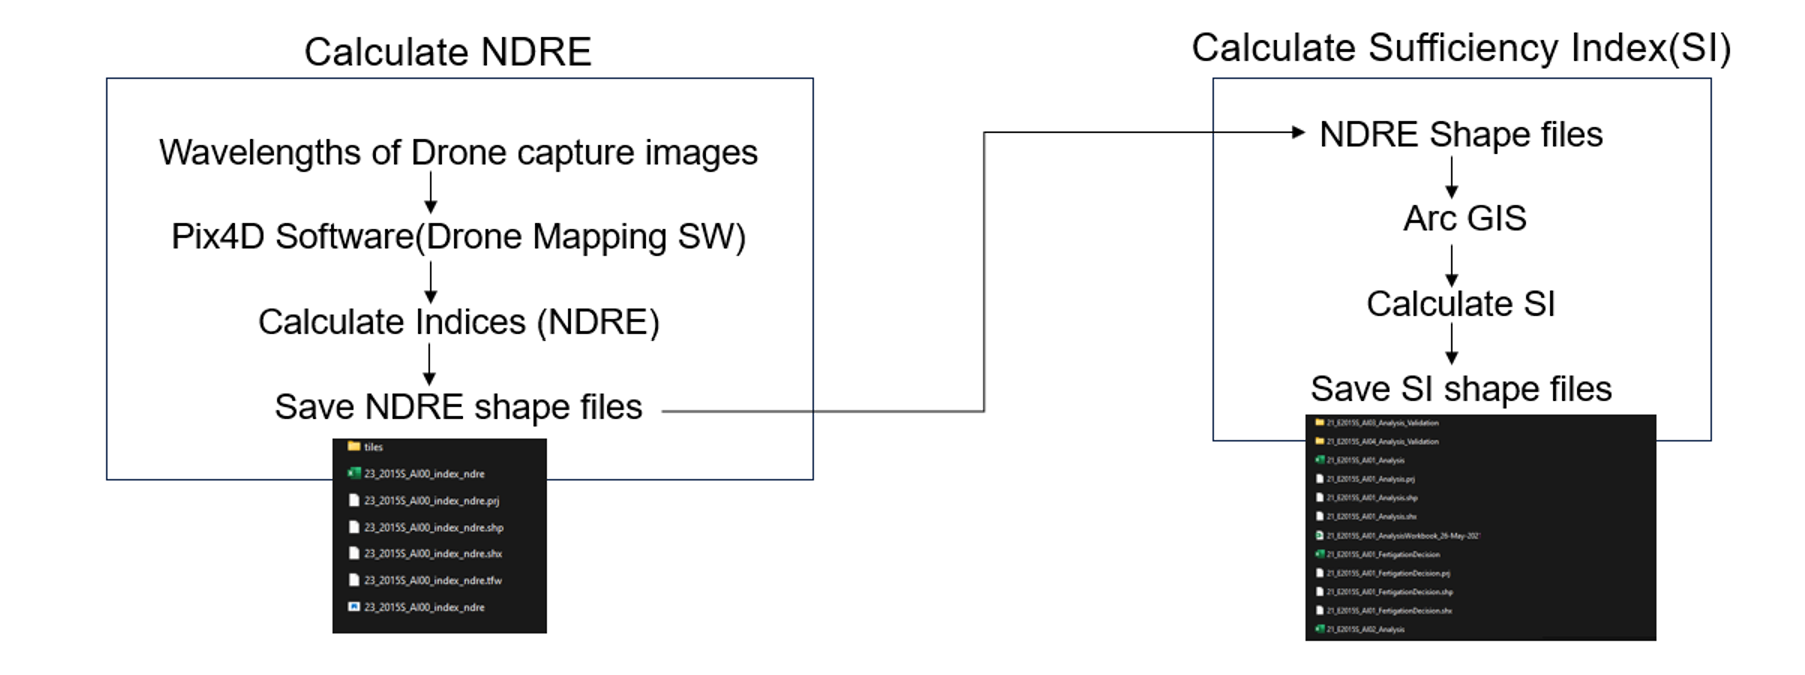 Calculate NDRE
Wavelengths of Drone capture images
Pix4D Software(Drone Mapping SW)
Calculate Indices (NDRE)
Save NDRE shape files
tiles
23_2015S_AI00_index_ndre
23_2015S_AI00_index_ndre.prj
23_2015S_AI00_index_ndre.shp
23_2015S_AI00_index_ndre.shx
23_2015S_AI00_index_ndre.tfw
23_2015S_AI00_index_ndre
Calculate Sufficiency Index(SI)
NDRE Shape files
Arc GIS
Calculate SI
Save SI shape files
21_E2015S_AI03_Analysis_Validation
21_E2015S_AI04_Analysis_Validation
21_E2015S_AI01_Analysis
21_E2015S_AI01_Analysis.prj
21_E2015S_AI01_Analysis.shp
21_E2015S_AI01_Analysis.shx
21_E2015S_AI01_AnalysisWorkbook_26-May-202
21_E2015S_AI01_FertigationDecision
21_E2015S_AI01_FertigationDecision.prj
21_E2015S_AI01_FertigationDecision.shp
21_E2015S_AI01_FertigationDecision.shx
21_E2015S_AI02_Analysis